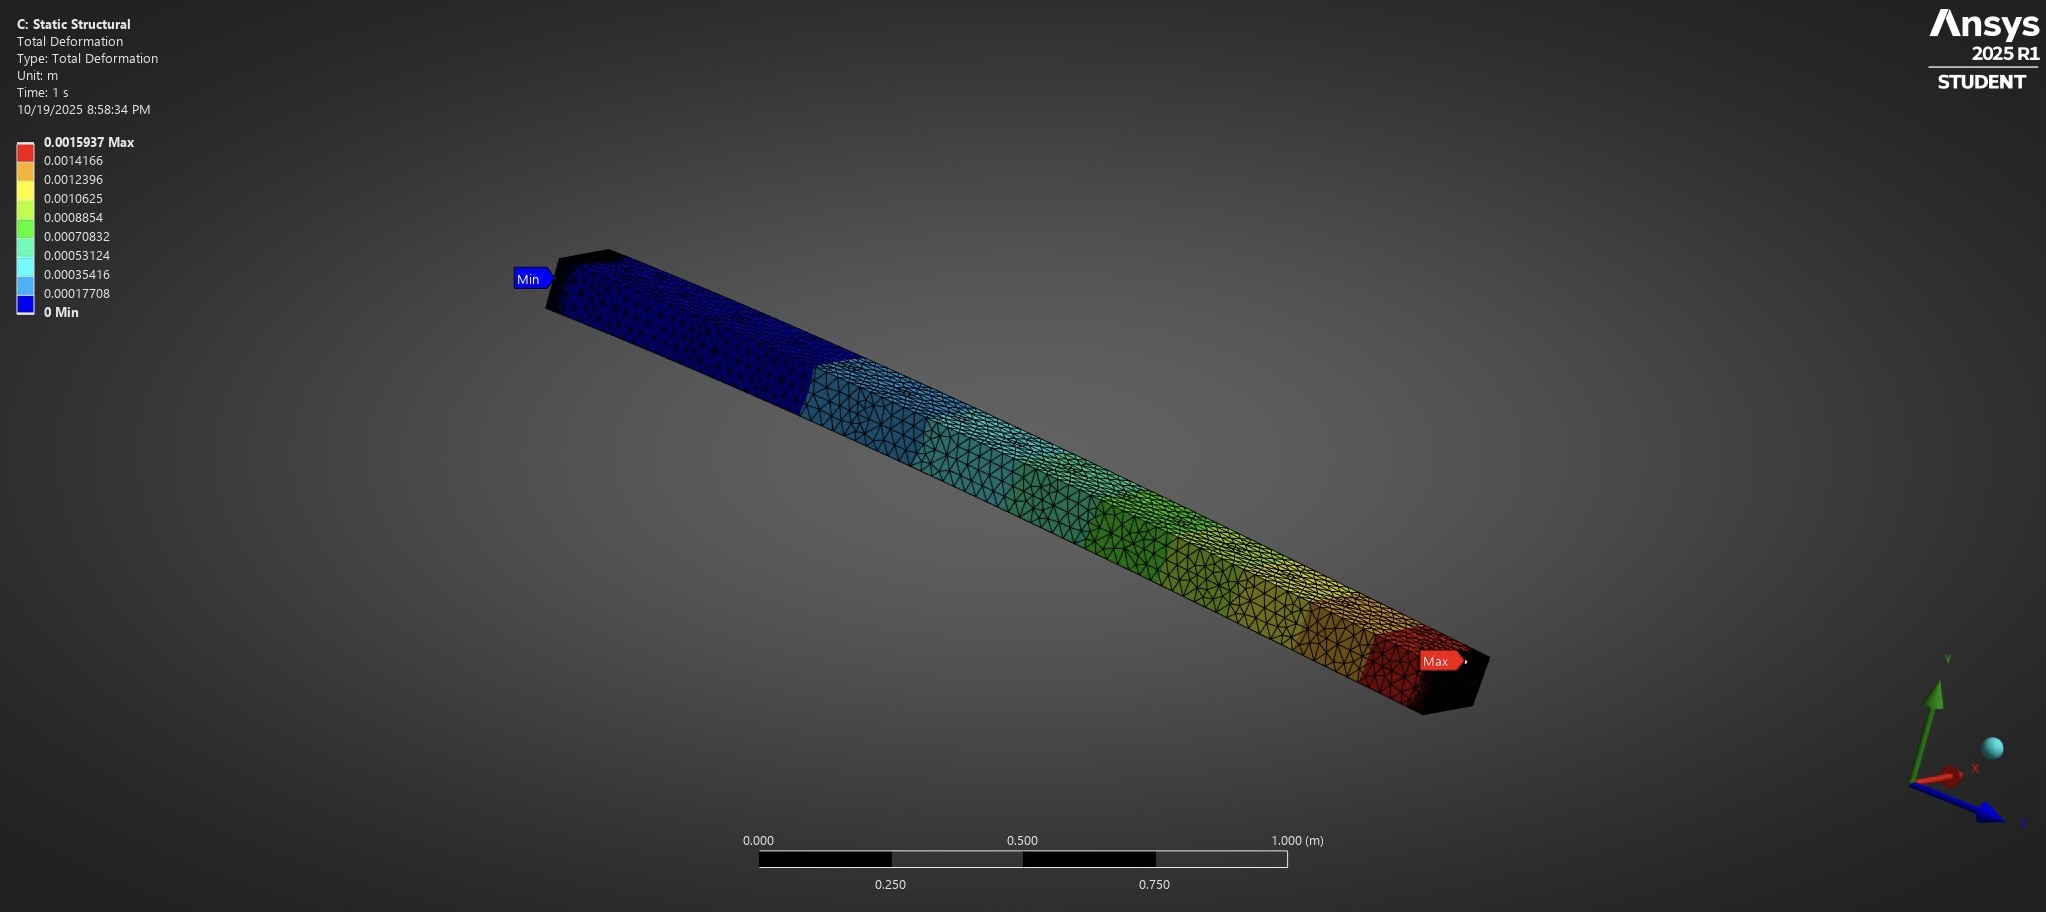 C: Static Structural
Total Deformation
Type: Total Deformation
Unit: m
Time: 1 s
10/19/2025 8:58:34 PM
0.0015937 Max
0.0014166
0.0012396
0.0010625
0.0008854
0.00070832
0.00053124
0.00035416
0.00017708
0 Min
Ansys
2025 R1
STUDENT
Min
Max
Y
X
Z
0.000 0.500 1.000 (m)
0.250 0.750